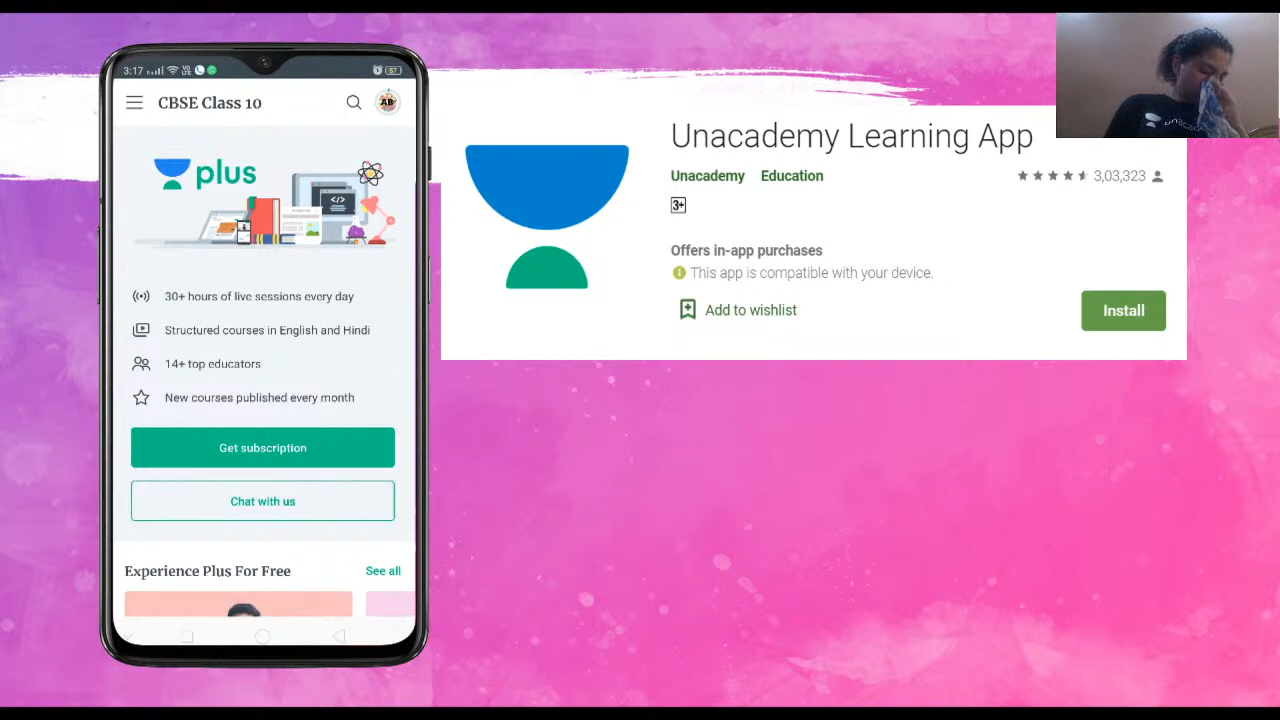 3:17
67
CBSE Class 10
AB
plus
</>
30+ hours of live sessions every day
Structured courses in English and Hindi
14+ top educators
New courses published every month
Get subscription
Chat with us
Experience Plus For Free
See all
Unacademy Learning App
Unacademy Education
3,03,323
3+
Offers in-app purchases
This app is compatible with your device.
Add to wishlist
Install